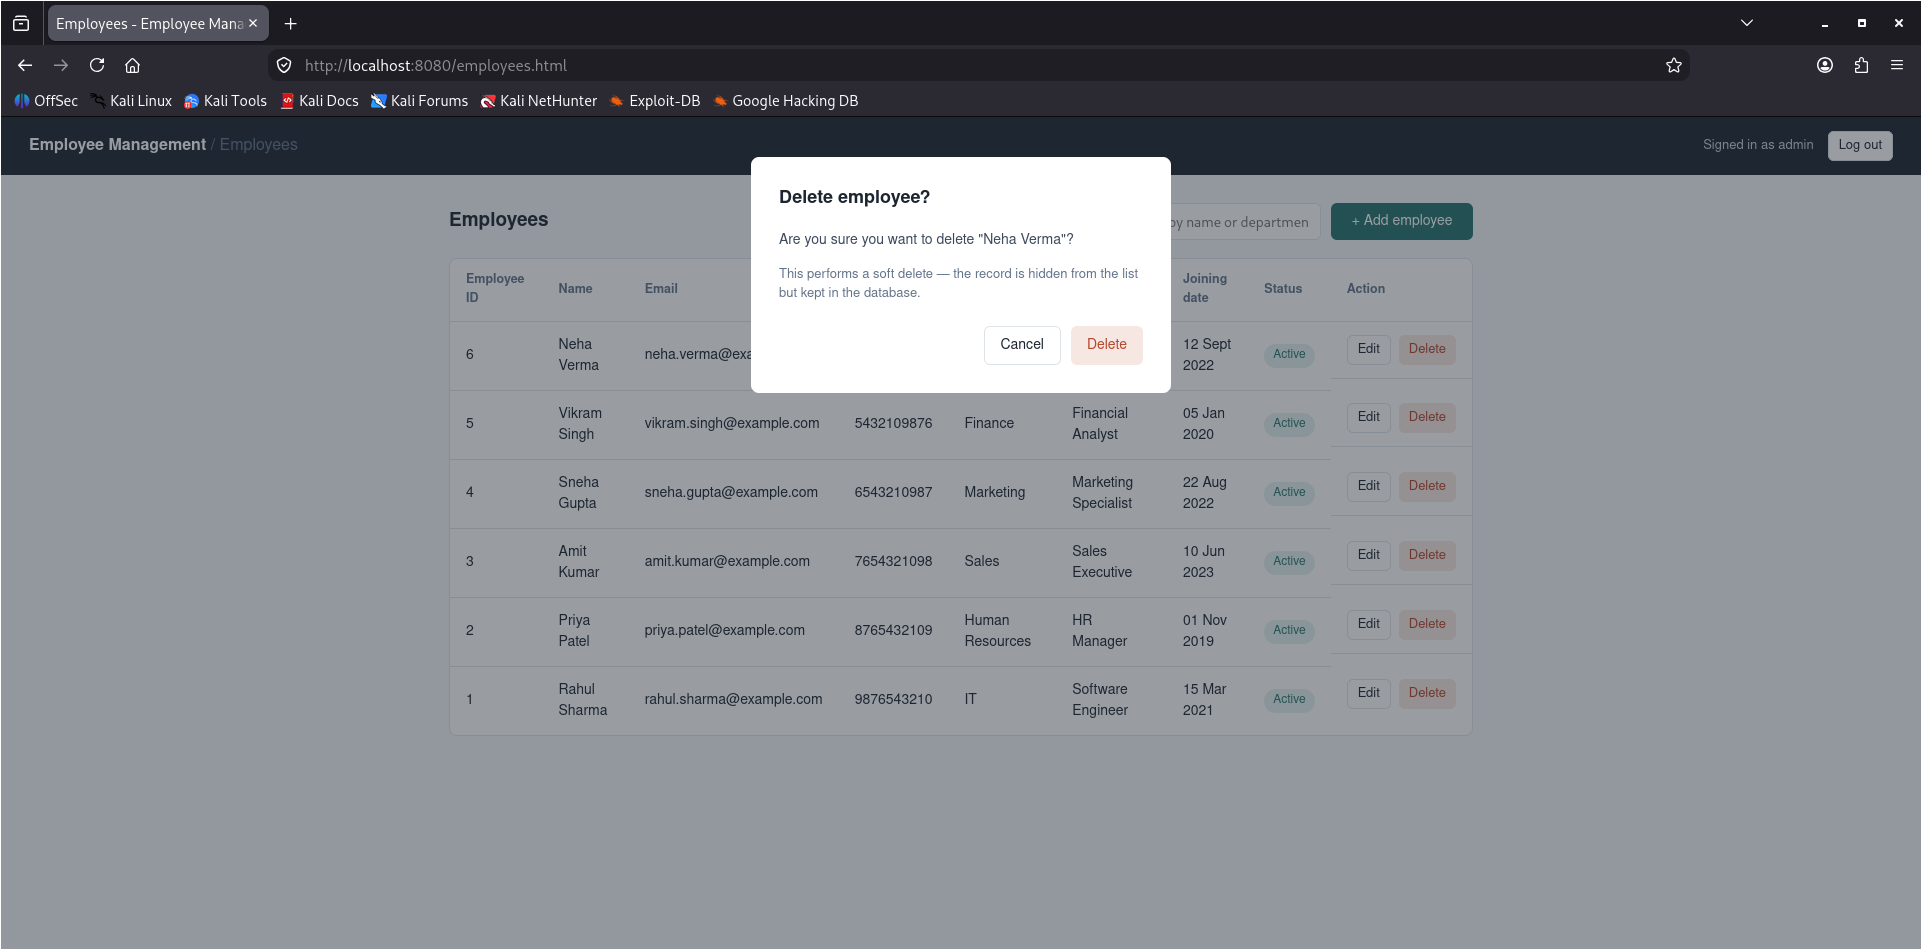 Employees - Employee Mana
http://localhost:8080/employees.html
OffSec Kali Linux Kali Tools Kali Docs Kali Forums Kali NetHunter Exploit-DB Google Hacking DB
Employee Management / Employees Signed in as admin Log out
Delete employee?
Are you sure you want to delete "Neha Verma"?
This performs a soft delete — the record is hidden from the list
but kept in the database.
Cancel Delete
Employees by name or departmen + Add employee
Employee ID Name Email Joining date Status Action
6 Neha Verma neha.verma@exa 12 Sept 2022 Active Edit Delete
5 Vikram Singh vikram.singh@example.com 5432109876 Finance Financial Analyst 05 Jan 2020 Active Edit Delete
4 Sneha Gupta sneha.gupta@example.com 6543210987 Marketing Marketing Specialist 22 Aug 2022 Active Edit Delete
3 Amit Kumar amit.kumar@example.com 7654321098 Sales Sales Executive 10 Jun 2023 Active Edit Delete
2 Priya Patel priya.patel@example.com 8765432109 Human Resources HR Manager 01 Nov 2019 Active Edit Delete
1 Rahul Sharma rahul.sharma@example.com 9876543210 IT Software Engineer 15 Mar 2021 Active Edit Delete